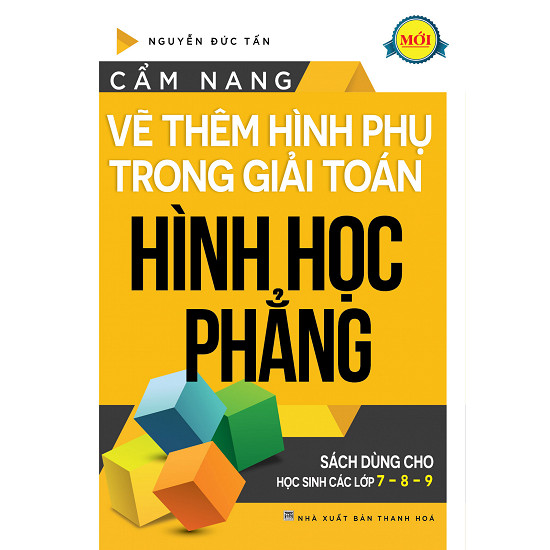 NGUYỄN ĐỨC TẤN
MỚI
CẨM NANG
VẼ THÊM HÌNH PHỤ
TRONG GIẢI TOÁN
HÌNH HỌC
PHẲNG
SÁCH DÙNG CHO
HỌC SINH CÁC LỚP 7 - 8 - 9
NHÀ XUẤT BẢN THANH HOÁ